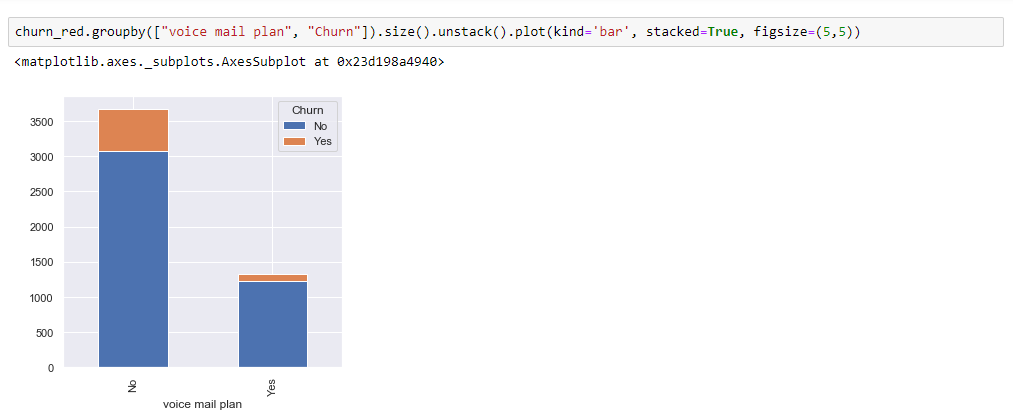 churn_red.groupby(["voice mail plan", "Churn"]).size().unstack().plot(kind='bar', stacked=True, figsize=(5,5))
<matplotlib.axes._subplots.AxesSubplot at 0x23d198a4940>
Churn
No
Yes
3500
3000
2500
2000
1500
1000
500
0
No
Yes
voice mail plan